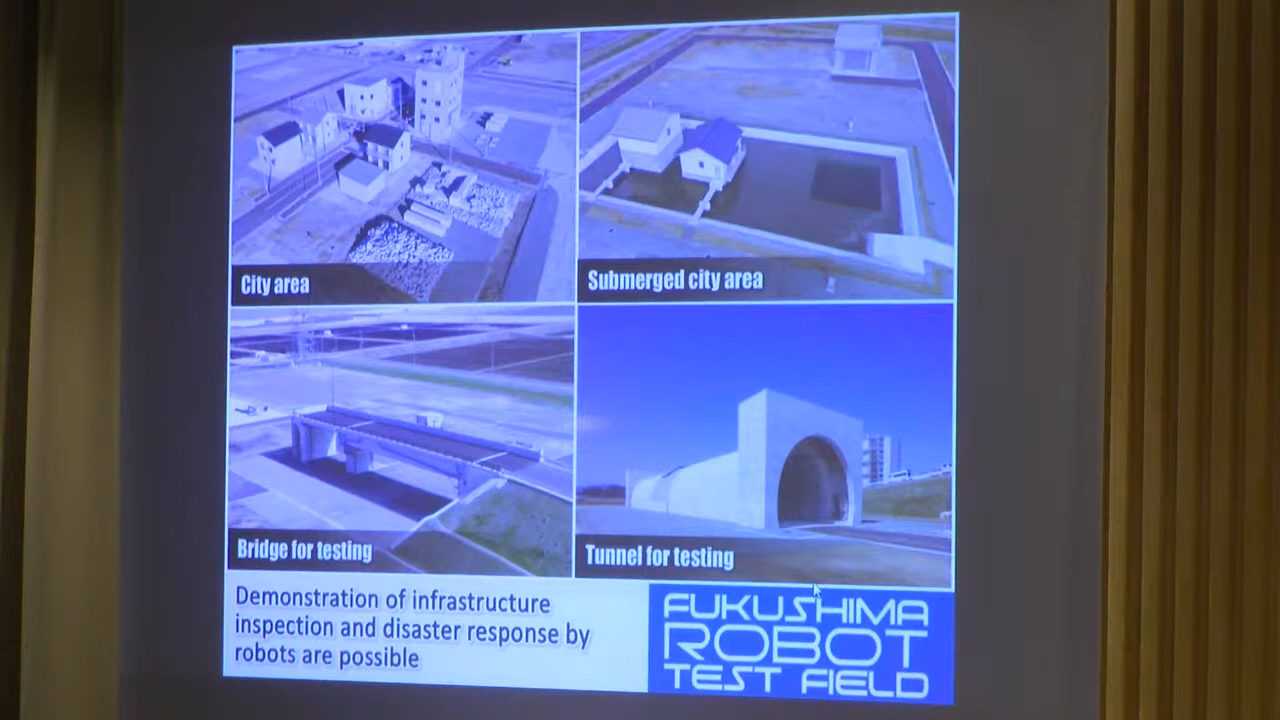 City area
Submerged city area
Bridge for testing
Tunnel for testing
Demonstration of infrastructure
inspection and disaster response by
robots are possible
FUKUSHIMA
ROBOT
TEST FIELD